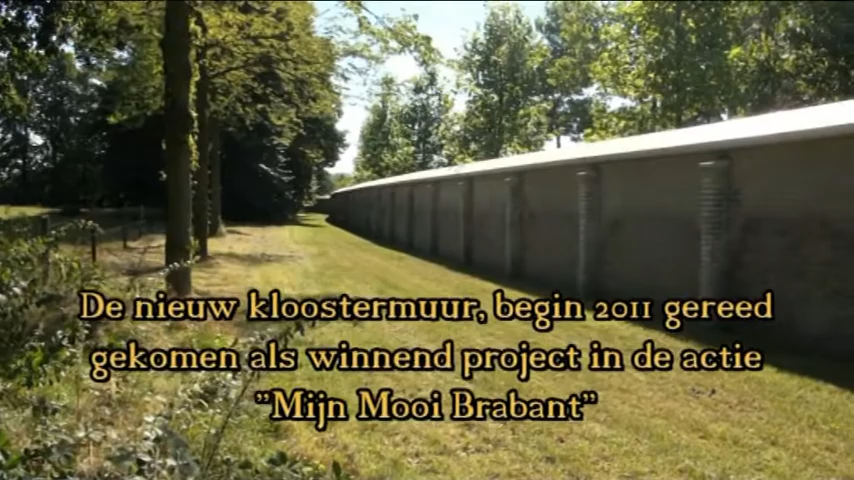 De nieuw kloostermuur, begin 2011 gereed
gekomen als winnend project in de actie
"Mijn Mooi Brabant"